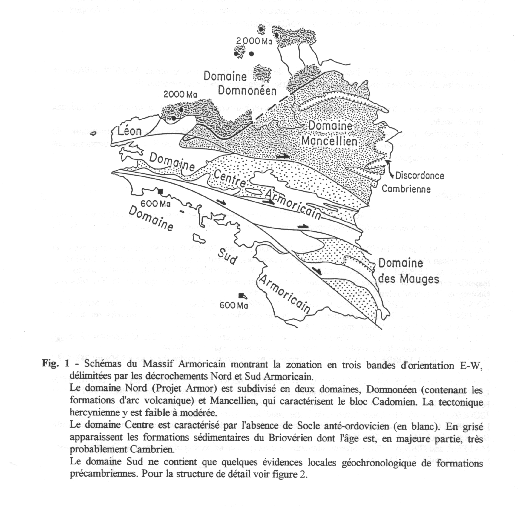 2000 Ma
Domaine
Domnonéen
2000 Ma
Léon
Domaine
Mancellien
Domaine
Centre
Armoricain
Discordance
Cambrienne
600 Ma
Domaine
Sud
Armoricain
Domaine
des Mauges
600 Ma
Fig. 1 - Schémas du Massif Armoricain montrant la zonation en trois bandes d'orientation E-W,
délimitées par les décrochements Nord et Sud Armoricain.
Le domaine Nord (Projet Armor) est subdivisé en deux domaines, Domnonéen (contenant les
formations d'arc volcanique) et Mancellien, qui caractérisent le bloc Cadomien. La tectonique
hercynienne y est faible à modérée.
Le domaine Centre est caractérisé par l'absence de Socle anté-ordovicien (en blanc). En grisé
apparaissent les formations sédimentaires du Briovérien dont l'âge est, en majeure partie, très
probablement Cambrien.
Le domaine Sud ne contient que quelques évidences locales géochronologique de formations
précambriennes. Pour la structure de détail voir figure 2.